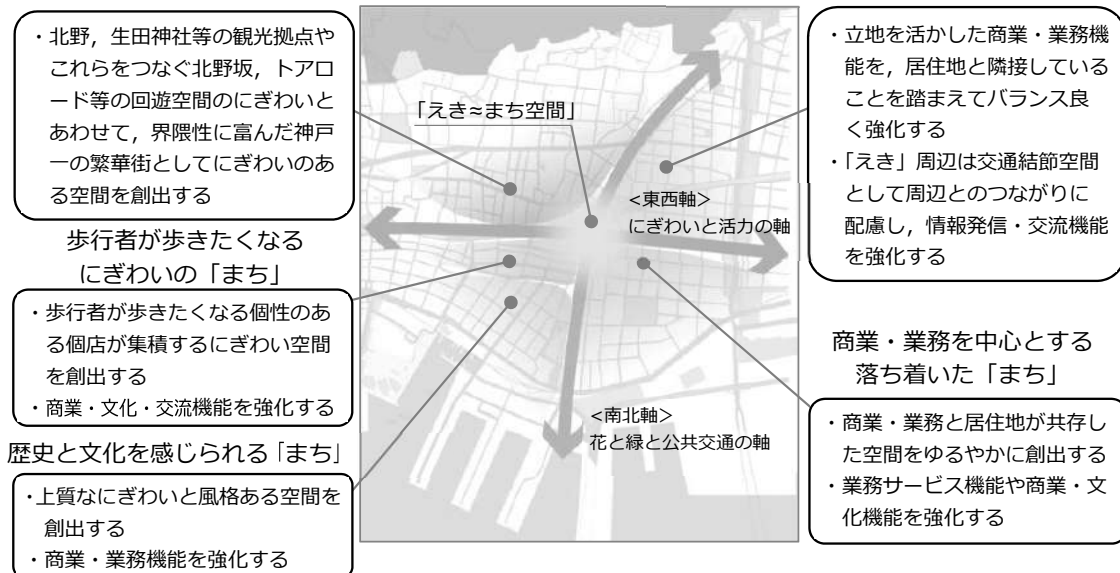 ・北野，生田神社等の観光拠点や
これらをつなぐ北野坂，トアロ
ード等の回遊空間のにぎわいと
あわせて，界隈性に富んだ神戸
一の繁華街としてにぎわいのあ
る空間を創出する
歩行者が歩きたくなる
にぎわいの「まち」
・歩行者が歩きたくなる個性のあ
る個店が集積するにぎわい空間
を創出する
・商業・文化・交流機能を強化する
歴史と文化を感じられる「まち」
・上質なにぎわいと風格ある空間を
創出する
・商業・業務機能を強化する
「えき≈まち空間」
<東西軸>
にぎわいと活力の軸
<南北軸>
花と緑と公共交通の軸
・立地を活かした商業・業務機
能を，居住地と隣接している
ことを踏まえてバランス良
く強化する
・「えき」周辺は交通結節空間
として周辺とのつながりに
配慮し，情報発信・交流機能
を強化する
商業・業務を中心とする
落ち着いた「まち」
・商業・業務と居住地が共存し
た空間をゆるやかに創出する
・業務サービス機能や商業・文
化機能を強化する